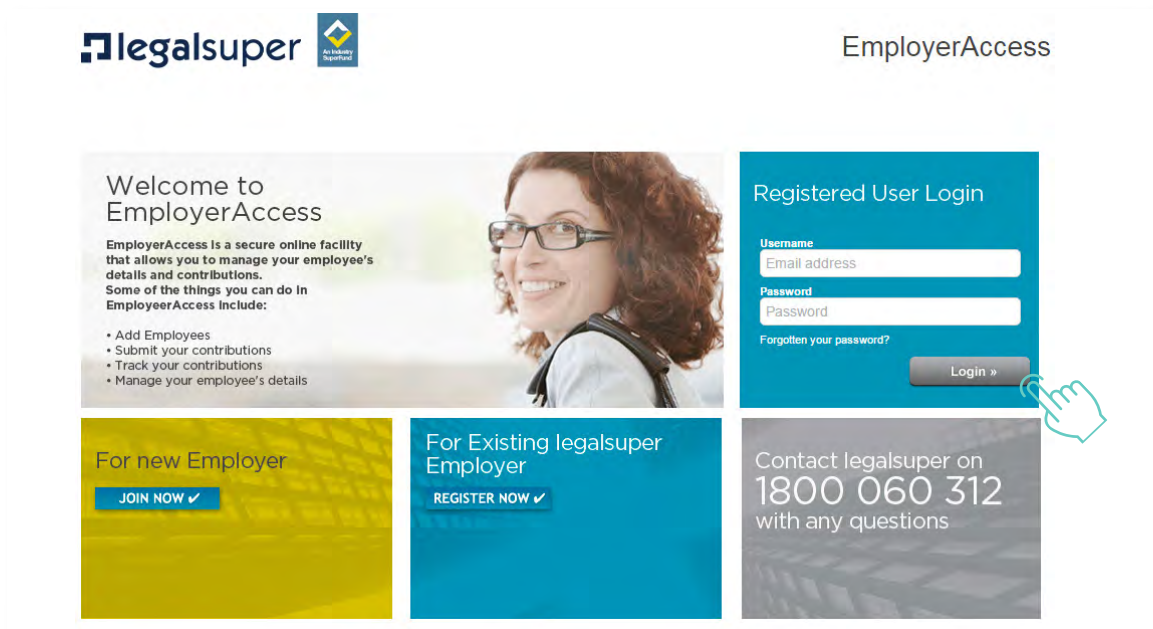 legalsuper
An Industry
SuperFund
EmployerAccess
Welcome to
EmployerAccess
EmployerAccess is a secure online facility
that allows you to manage your employee's
details and contributions.
Some of the things you can do in
EmployeerAccess include:
• Add Employees
• Submit your contributions
• Track your contributions
• Manage your employee's details
Registered User Login
Username
Email address
Password
Password
Forgotten your password?
Login »
For new Employer
JOIN NOW ✔
For Existing legalsuper
Employer
REGISTER NOW ✔
Contact legalsuper on
1800 060 312
with any questions